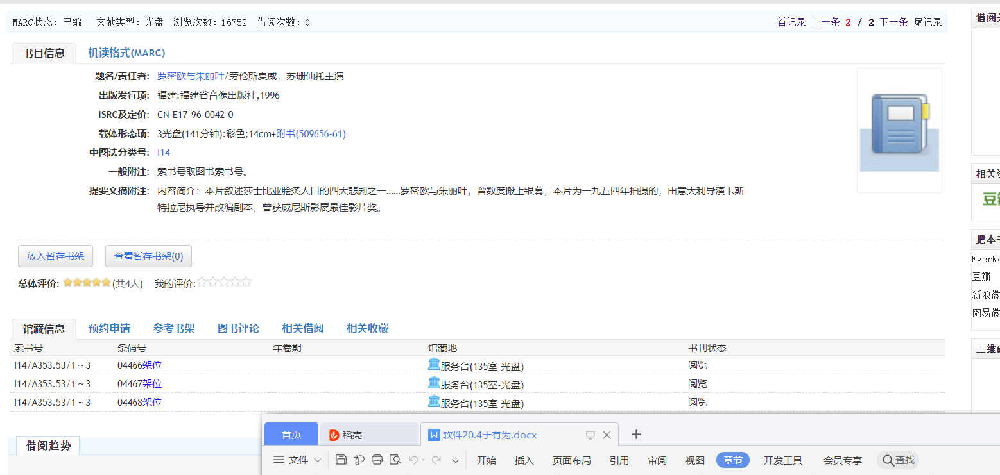 MARC状态：已编 文献类型：光盘 浏览次数：16752 借阅次数：0 首记录 上一条 2 / 2 下一条 尾记录
书目信息 机读格式(MARC)
题名/责任者: 罗密欧与朱丽叶/劳伦斯夏威，苏珊仙托主演
出版发行项: 福建:福建省音像出版社,1996
ISRC及定价: CN-E17-96-0042-0
载体形态项: 3光盘(141分钟):彩色;14cm+附书(509656-61)
中图法分类号: I14
一般附注: 索书号取图书索书号。
提要文摘附注: 内容简介：本片叙述莎士比亚脍炙人口的四大悲剧之一......罗密欧与朱丽叶，曾数度搬上银幕，本片为一九五四年拍摄的，由意大利导演卡斯
特拉尼执导并改编剧本，曾获威尼斯影展最佳影片奖。
放入暂存书架 查看暂存书架(0)
总体评价: (共4人) 我的评价:
馆藏信息 预约申请 参考书架 图书评论 相关借阅 相关收藏
索书号 条码号 年卷期 馆藏地 书刊状态
I14/A353.53/1～3 04466架位 服务台(135室-光盘) 阅览
I14/A353.53/1～3 04467架位 服务台(135室-光盘) 阅览
I14/A353.53/1～3 04468架位 服务台(135室-光盘) 阅览
借阅趋势
借阅
相关
豆
把本
EverN
豆瓣
新浪微
网易微
二维
首页 稻壳 W 软件20.4于有为.docx
文件 开始 插入 页面布局 引用 审阅 视图 章节 开发工具 会员专享 查找